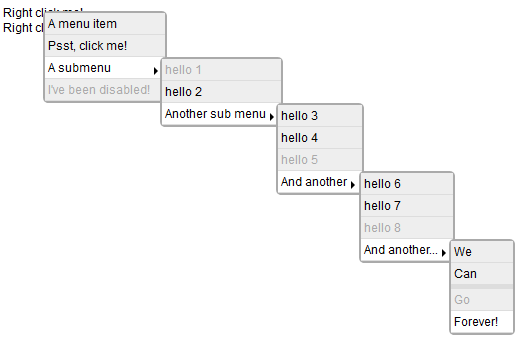 Right click me!
Right cl
A menu item
Psst, click me!
A submenu
I've been disabled!
hello 1
hello 2
Another sub menu
hello 3
hello 4
hello 5
And another
hello 6
hello 7
hello 8
And another...
We
Can
Go
Forever!